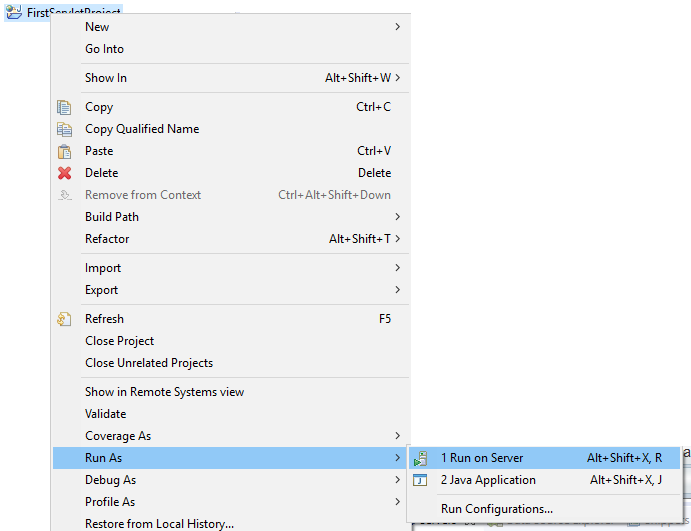 FirstServletProject
New
Go Into
Show In Alt+Shift+W
Copy Ctrl+C
Copy Qualified Name
Paste Ctrl+V
Delete Delete
Remove from Context Ctrl+Alt+Shift+Down
Build Path
Refactor Alt+Shift+T
Import
Export
Refresh F5
Close Project
Close Unrelated Projects
Show in Remote Systems view
Validate
Coverage As
Run As
1 Run on Server Alt+Shift+X, R
Debug As
2 Java Application Alt+Shift+X, J
Profile As
Run Configurations...
Restore from Local History...